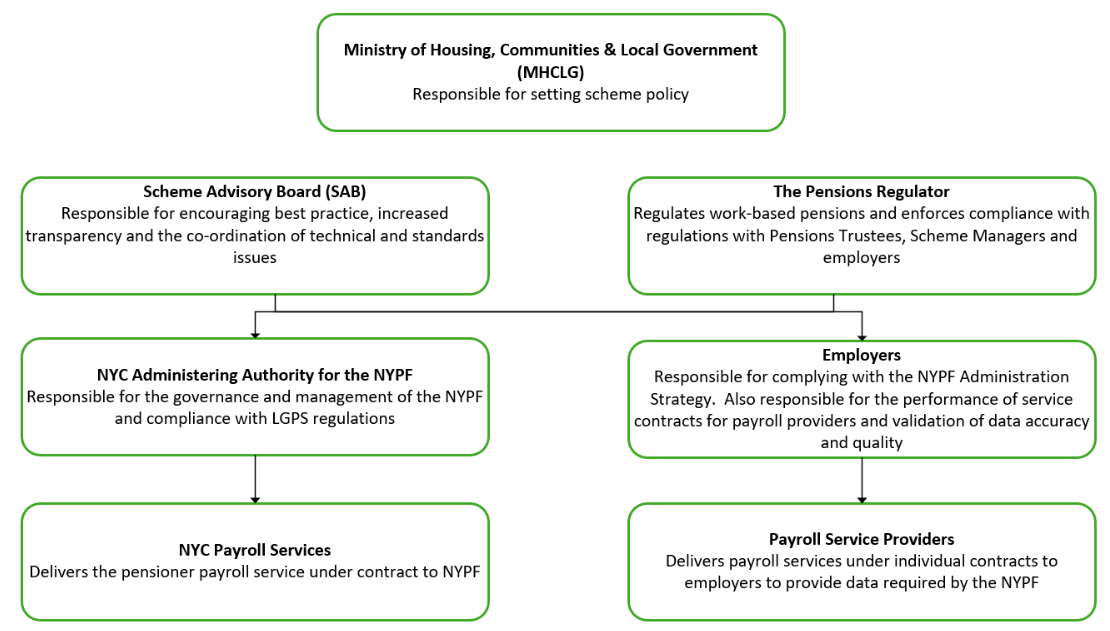 Ministry of Housing, Communities & Local Government
(MHCLG)
Responsible for setting scheme policy
Scheme Advisory Board (SAB)
Responsible for encouraging best practice, increased
transparency and the co-ordination of technical and standards
issues
The Pensions Regulator
Regulates work-based pensions and enforces compliance with
regulations with Pensions Trustees, Scheme Managers and
employers
NYC Administering Authority for the NYPF
Responsible for the governance and management of the NYPF
and compliance with LGPS regulations
Employers
Responsible for complying with the NYPF Administration
Strategy.  Also responsible for the performance of service
contracts for payroll providers and validation of data accuracy
and quality
NYC Payroll Services
Delivers the pensioner payroll service under contract to NYPF
Payroll Service Providers
Delivers payroll services under individual contracts to
employers to provide data required by the NYPF